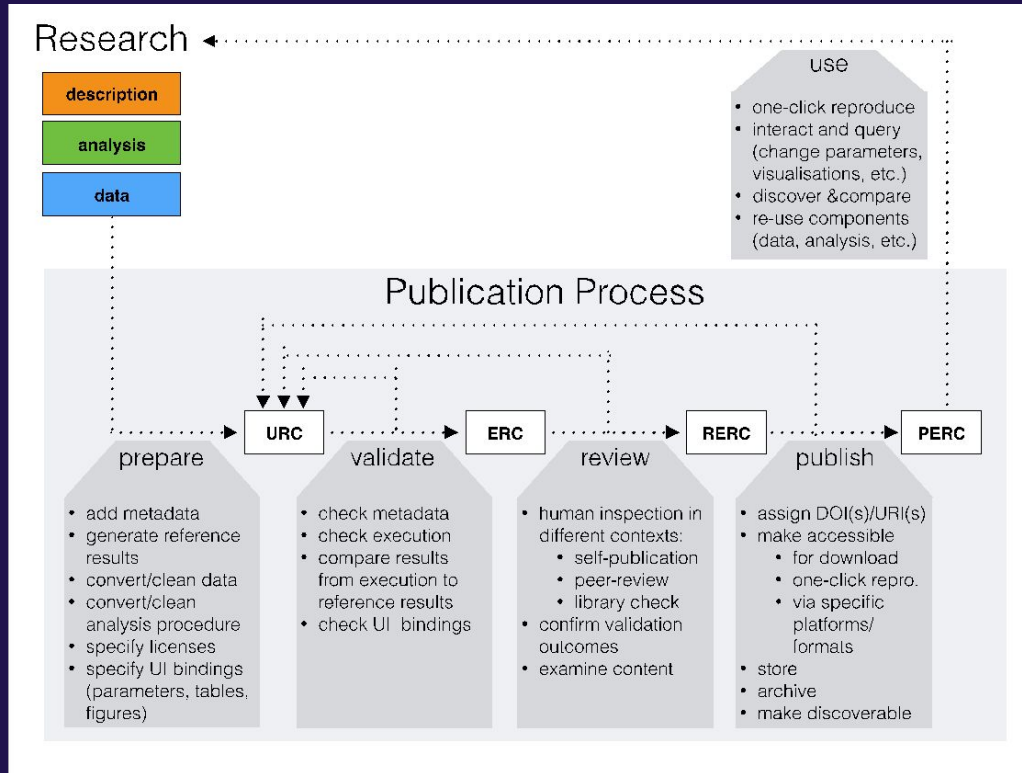 Research
description
analysis
data
use
• one-click reproduce
• interact and query
(change parameters,
visualisations, etc.)
• discover &compare
• re-use components
(data, analysis, etc.)
Publication Process
URC
ERC
RERC
PERC
prepare
• add metadata
• generate reference
results
• convert/clean data
• convert/clean
analysis procedure
• specify licenses
• specify UI bindings
(parameters, tables,
figures)
validate
• check metadata
• check execution
• compare results
from execution to
reference results
• check UI bindings
review
• human inspection in
different contexts:
• self-publication
• peer-review
• library check
• confirm validation
outcomes
• examine content
publish
• assign DOI(s)/URI(s)
• make accessible
• for download
• one-click repro.
• via specific
platforms/
formats
• store
• archive
• make discoverable